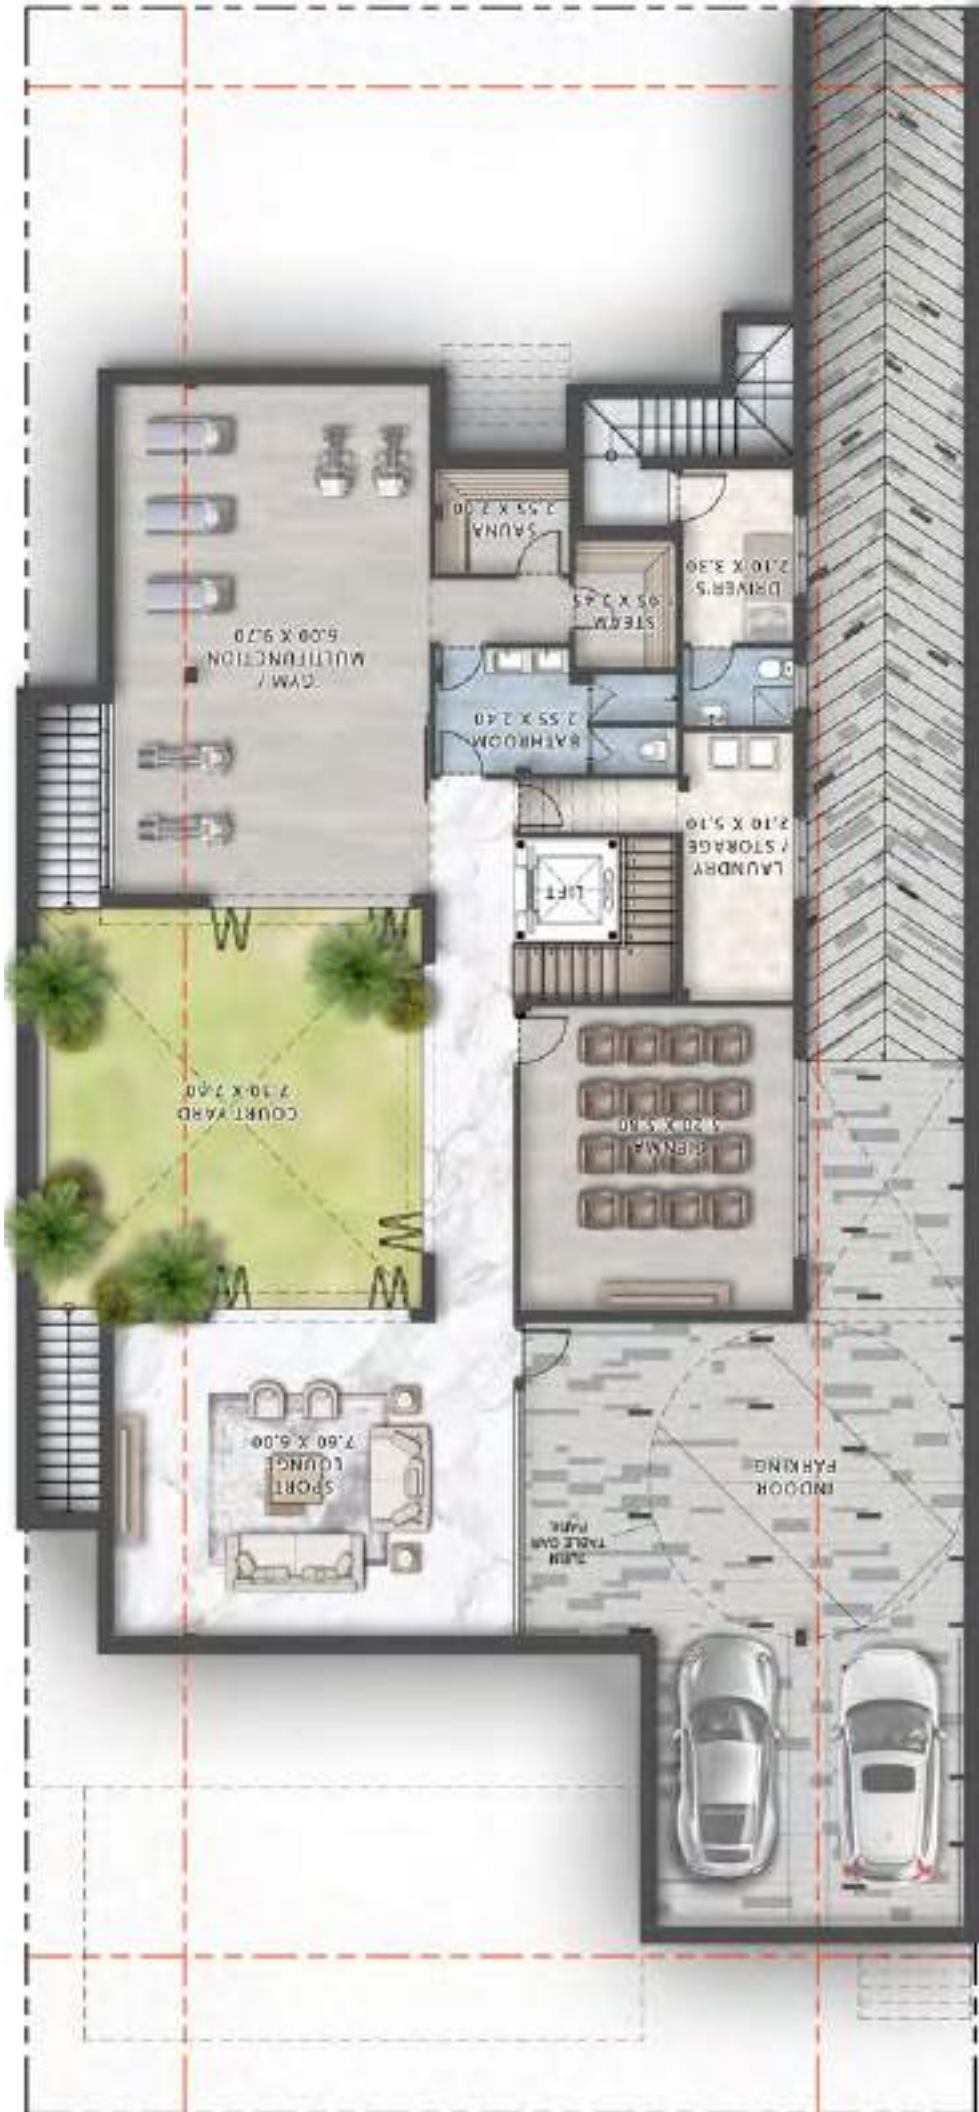 TURN
TABLE CAR
PARK
INDOOR
PARKING
SPORT
LOUNGE
7.60 X 6.00
CIENMA
COURT YARD
7.30 X 7.60
LIFT
LAUNDRY
/ STORAGE
2.10 X 5.10
BATHROOM
2.55 X 2.40
GYM /
MULTIFUNCTION
6.00 X 9.70
STEAM
DRIVER'S
2.10 X 3.30
SAUNA
2.55 X 2.00